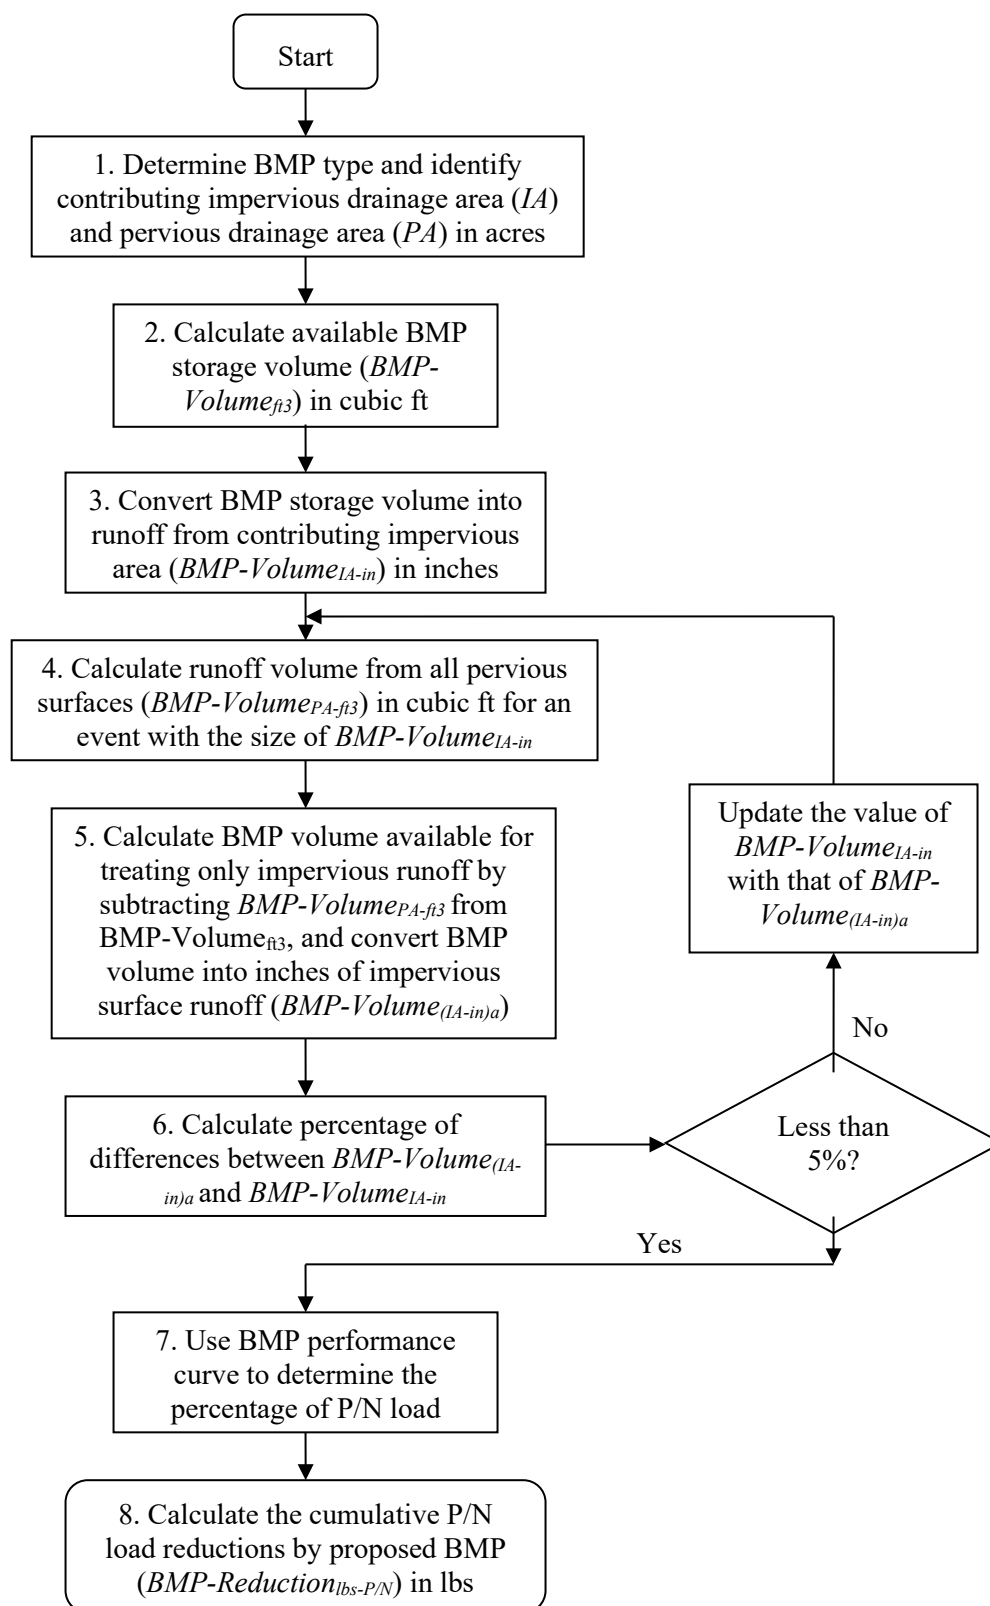 Start
1. Determine BMP type and identify
contributing impervious drainage area (IA)
and pervious drainage area (PA) in acres
2. Calculate available BMP
storage volume (BMP-
Volumeft3) in cubic ft
3. Convert BMP storage volume into
runoff from contributing impervious
area (BMP-VolumeIA-in) in inches
4. Calculate runoff volume from all pervious
surfaces (BMP-VolumePA-ft3) in cubic ft for an
event with the size of BMP-VolumeIA-in
5. Calculate BMP volume available for
treating only impervious runoff by
subtracting BMP-VolumePA-ft3 from
BMP-Volumeft3, and convert BMP
volume into inches of impervious
surface runoff (BMP-Volume(IA-in)a)
Update the value of
BMP-VolumeIA-in
with that of BMP-
Volume(IA-in)a
No
6. Calculate percentage of
differences between BMP-Volume(IA-
in)a and BMP-VolumeIA-in
Less than
5%?
Yes
7. Use BMP performance
curve to determine the
percentage of P/N load
8. Calculate the cumulative P/N
load reductions by proposed BMP
(BMP-Reductionlbs-P/N) in lbs